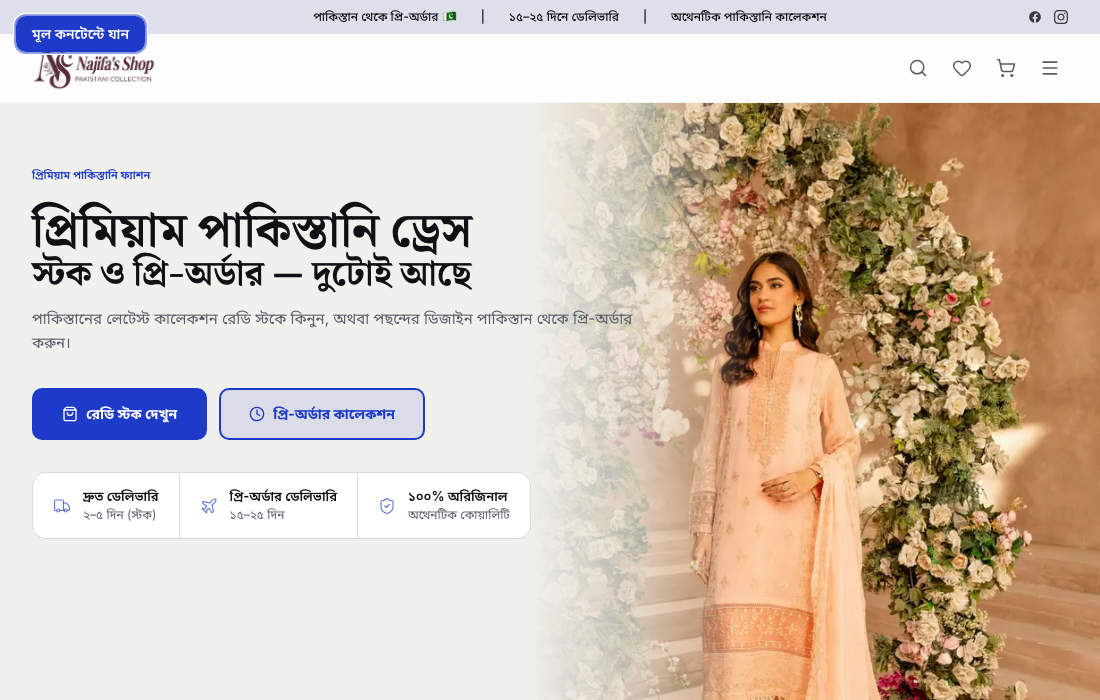 পাকিস্তান থেকে প্রি-অর্ডার 🇵🇰 | ১৫–২৫ দিনে ডেলিভারি | অথেনটিক পাকিস্তানি কালেকশন
মূল কনটেন্টে যান
Najifa's Shop
PAKISTANI COLLECTION
প্রিমিয়াম পাকিস্তানি ফ্যাশন
প্রিমিয়াম পাকিস্তানি ড্রেস
স্টক ও প্রি-অর্ডার — দুটোই আছে
পাকিস্তানের লেটেস্ট কালেকশন রেডি স্টকে কিনুন, অথবা পছন্দের ডিজাইন পাকিস্তান থেকে প্রি-অর্ডার
করুন।
রেডি স্টক দেখুন
প্রি-অর্ডার কালেকশন
দ্রুত ডেলিভারি
২–৫ দিন (স্টক)
প্রি-অর্ডার ডেলিভারি
১৫–২৫ দিন
১০০% অরিজিনাল
অথেনটিক কোয়ালিটি